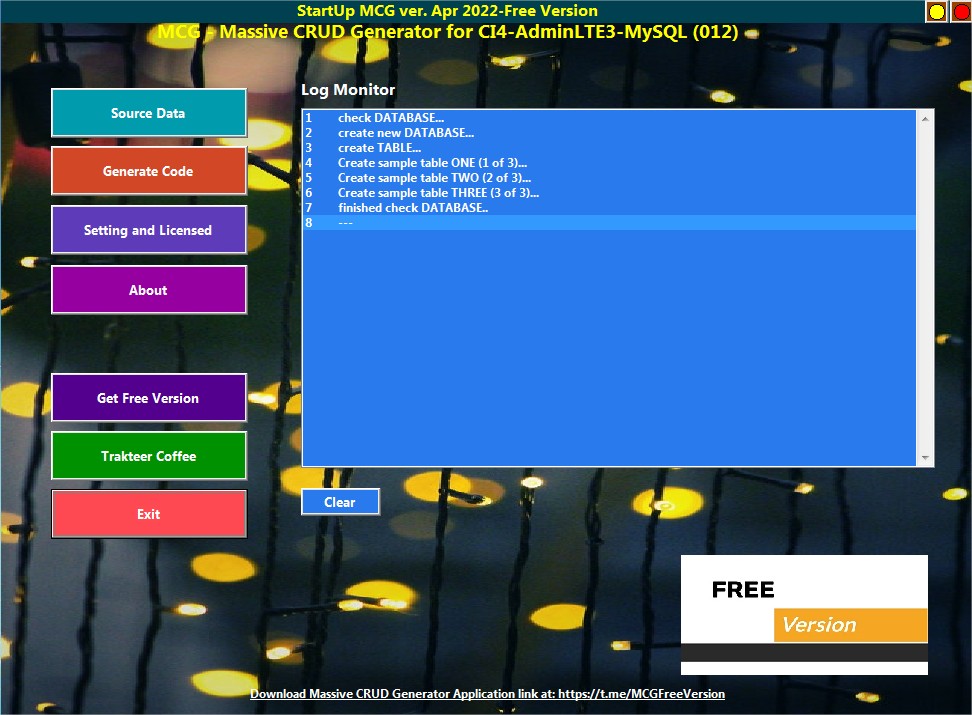 StartUp MCG ver. Apr 2022-Free Version
MCG - Massive CRUD Generator for CI4-AdminLTE3-MySQL (012)
Source Data
Generate Code
Setting and Licensed
About
Get Free Version
Trakteer Coffee
Exit
Log Monitor
1 check DATABASE...
2 create new DATABASE...
3 create TABLE...
4 Create sample table ONE (1 of 3)...
5 Create sample table TWO (2 of 3)...
6 Create sample table THREE (3 of 3)...
7 finished check DATABASE..
8 ---
Clear
FREE
Version
Download Massive CRUD Generator Application link at: https://t.me/MCGFreeVersion